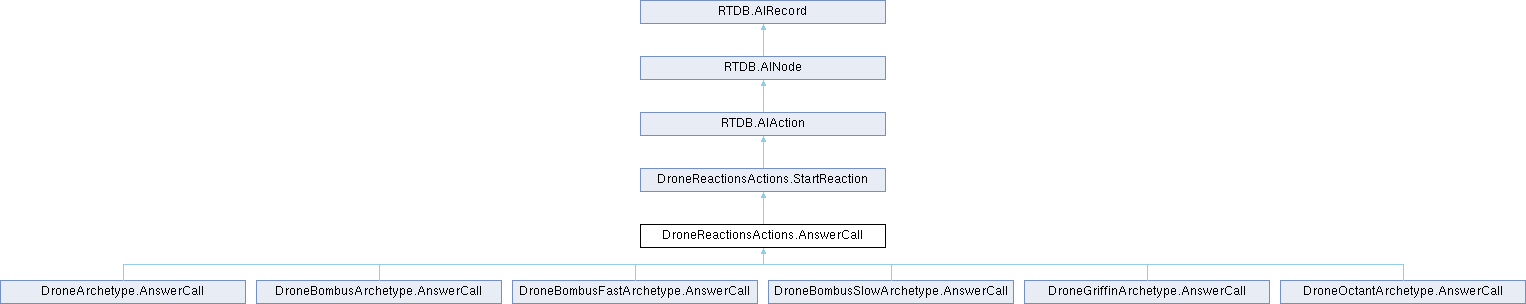 RTDB.AIRecord
RTDB.AINode
RTDB.AIAction
DroneReactionsActions.StartReaction
DroneReactionsActions.AnswerCall
DroneArchetype.AnswerCall
DroneBombusArchetype.AnswerCall
DroneBombusFastArchetype.AnswerCall
DroneBombusSlowArchetype.AnswerCall
DroneGriffinArchetype.AnswerCall
DroneOctantArchetype.AnswerCall